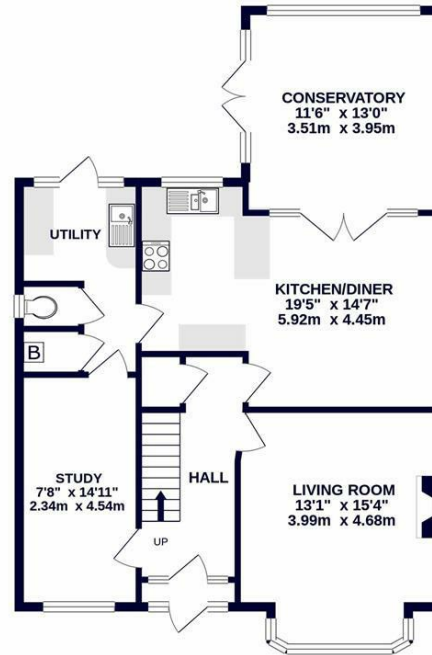 CONSERVATORY
11'6" x 13'0"
3.51m x 3.95m
UTILITY
KITCHEN/DINER
19'5" x 14'7"
5.92m x 4.45m
B
STUDY
7'8" x 14'11"
2.34m x 4.54m
HALL
UP
LIVING ROOM
13'1" x 15'4"
3.99m x 4.68m